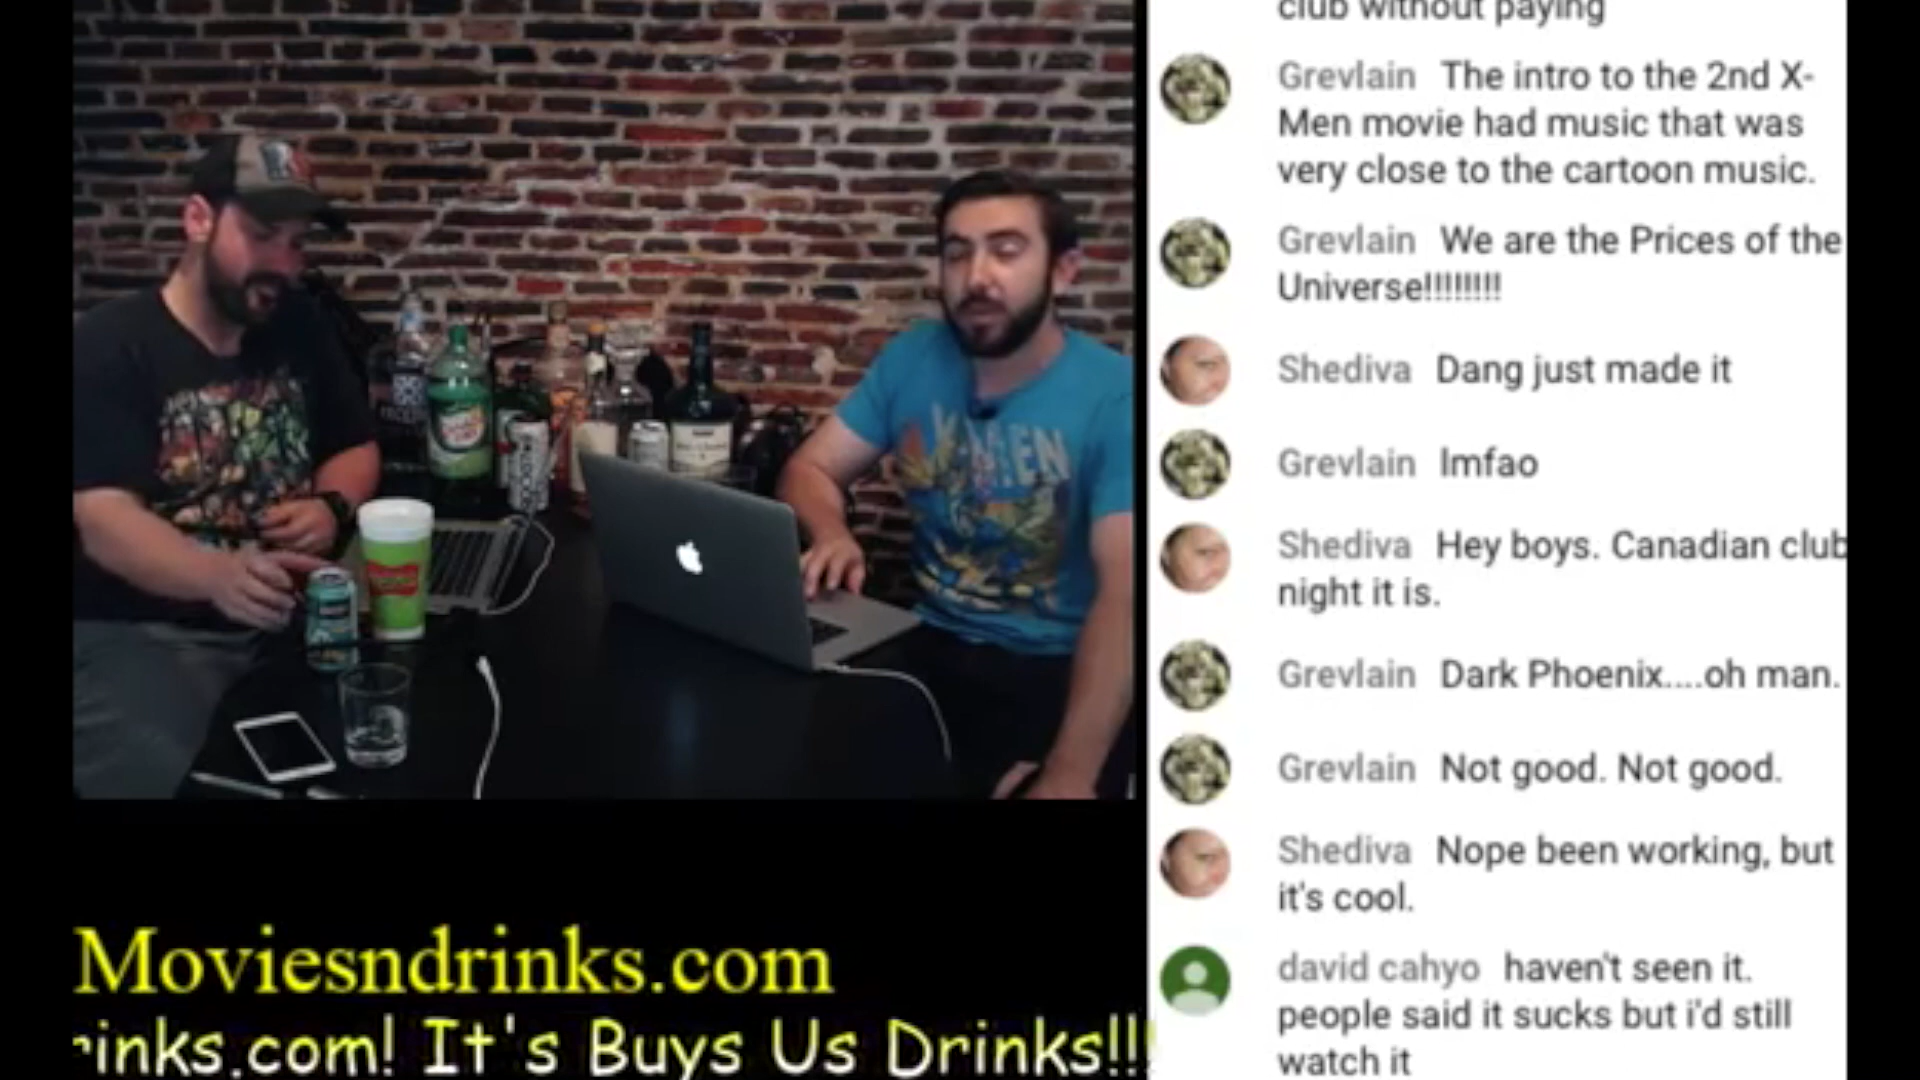 club without paying
Grevlain The intro to the 2nd X-
Men movie had music that was
very close to the cartoon music.
Grevlain We are the Prices of the
Universe!!!!!!!!
Shediva Dang just made it
Grevlain lmfao
Shediva Hey boys. Canadian club
night it is.
Grevlain Dark Phoenix....oh man.
Grevlain Not good. Not good.
Shediva Nope been working, but
it's cool.
david cahyo haven't seen it.
people said it sucks but i'd still
watch it
X-MEN
Moviesndrinks.com
rinks.com! It's Buys Us Drinks!!!